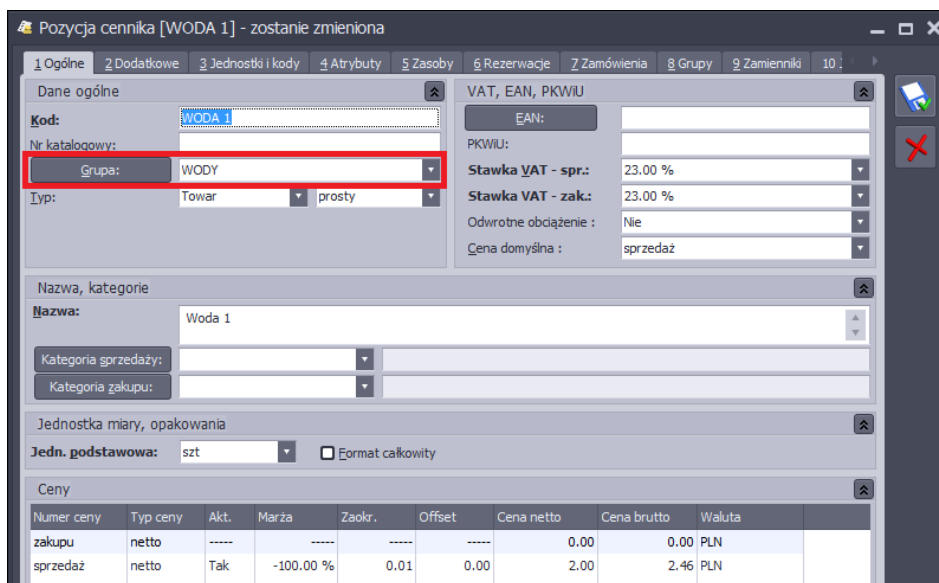 Pozycja cennika [WODA 1] - zostanie zmieniona
1 Ogólne 2 Dodatkowe 3 Jednostki i kody 4 Atrybuty 5 Zasoby 6 Rezerwacje 7 Zamówienia 8 Grupy 9 Zamienniki 10
Dane ogólne
Kod: WODA 1
Nr katalogowy:
Grupa: WODY
Typ: Towar prosty
VAT, EAN, PKWiU
EAN:
PKWiU:
Stawka VAT - spr.: 23.00 %
Stawka VAT - zak.: 23.00 %
Odwrotne obciążenie : Nie
Cena domyślna : sprzedaż
Nazwa, kategorie
Nazwa: Woda 1
Kategoria sprzedaży:
Kategoria zakupu:
Jednostka miary, opakowania
Jedn. podstawowa: szt Format całkowity
Ceny
Numer ceny Typ ceny Akt. Marża Zaokr. Offset Cena netto Cena brutto Waluta
zakupu netto ----- ----- ----- ----- 0.00 0.00 PLN
sprzedaż netto Tak -100.00 % 0.01 0.00 2.00 2.46 PLN